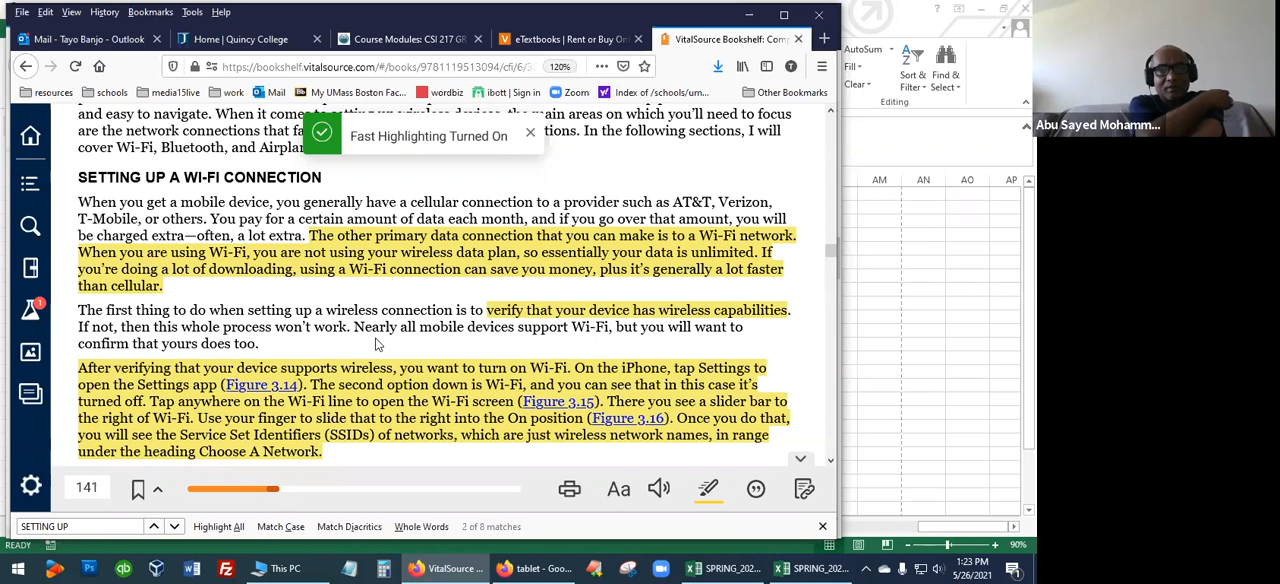 File Edit View History Bookmarks Tools Help
Mail - Tayo Banjo - Outlook
Home | Quincy College
Course Modules: CSI 217 GR
eTextbooks | Rent or Buy On
VitalSource Bookshelf: Comp
https://bookshelf.vitalsource.com/#/books/9781119513094/cfi/6/3
120%
resources schools media15live work Mail My UMass Boston Fac... wordbiz ibott | Sign in Zoom Index of /schools/um... Other Bookmarks
and easy to navigate. When it comes to
are the network connections that fa
cover Wi-Fi, Bluetooth, and Airplan
the main areas on which you'll need to focus
tions. In the following sections, I will
Fast Highlighting Turned On
SETTING UP A WI-FI CONNECTION
When you get a mobile device, you generally have a cellular connection to a provider such as AT&T, Verizon,
T-Mobile, or others. You pay for a certain amount of data each month, and if you go over that amount, you will
be charged extra—often, a lot extra. The other primary data connection that you can make is to a Wi-Fi network.
When you are using Wi-Fi, you are not using your wireless data plan, so essentially your data is unlimited. If
you're doing a lot of downloading, using a Wi-Fi connection can save you money, plus it's generally a lot faster
than cellular.
The first thing to do when setting up a wireless connection is to verify that your device has wireless capabilities.
If not, then this whole process won't work. Nearly all mobile devices support Wi-Fi, but you will want to
confirm that yours does too.
After verifying that your device supports wireless, you want to turn on Wi-Fi. On the iPhone, tap Settings to
open the Settings app (Figure 3.14). The second option down is Wi-Fi, and you can see that in this case it's
turned off. Tap anywhere on the Wi-Fi line to open the Wi-Fi screen (Figure 3.15). There you see a slider bar to
the right of Wi-Fi. Use your finger to slide that to the right into the On position (Figure 3.16). Once you do that,
you will see the Service Set Identifiers (SSIDs) of networks, which are just wireless network names, in range
under the heading Choose A Network.
1
141
Aa
SETTING UP
Highlight All Match Case Match Diacritics Whole Words 2 of 8 matches
AutoSum
Fill
Clear
Sort & Filter
Find & Select
Editing
AM AN AO AP
READY
90%
Abu Sayed Mohamm...
This PC
VitalSource ...
tablet - Goo...
SPRING_202...
SPRING_202...
1:23 PM
5/26/2021